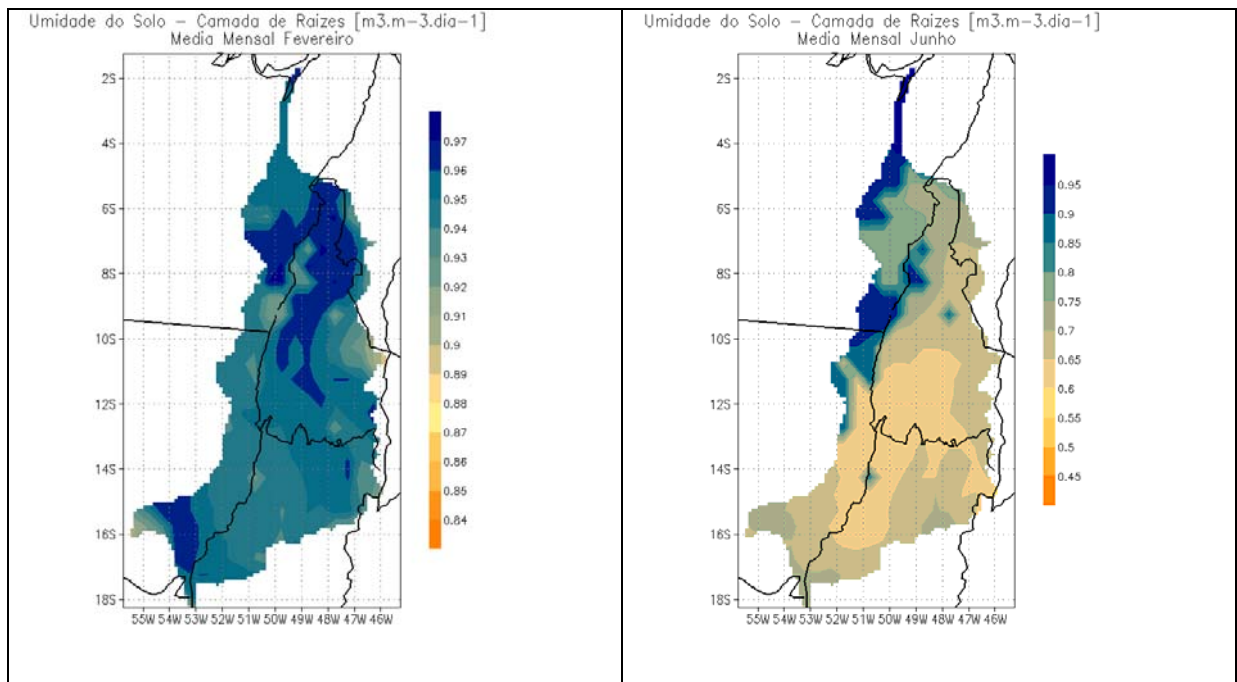 Umidade do Solo – Camada de Raizes [m3.m–3.dia–1]
Media Mensal Fevereiro
2S
4S
6S
8S
10S
12S
14S
16S
18S
55W 54W 53W 52W 51W 50W 49W 48W 47W 46W
0.97
0.96
0.95
0.94
0.93
0.92
0.91
0.9
0.89
0.88
0.87
0.86
0.85
0.84
Umidade do Solo – Camada de Raizes [m3.m–3.dia–1]
Media Mensal Junho
2S
4S
6S
8S
10S
12S
14S
16S
18S
55W 54W 53W 52W 51W 50W 49W 48W 47W 46W
0.95
0.9
0.85
0.8
0.75
0.7
0.65
0.6
0.55
0.5
0.45